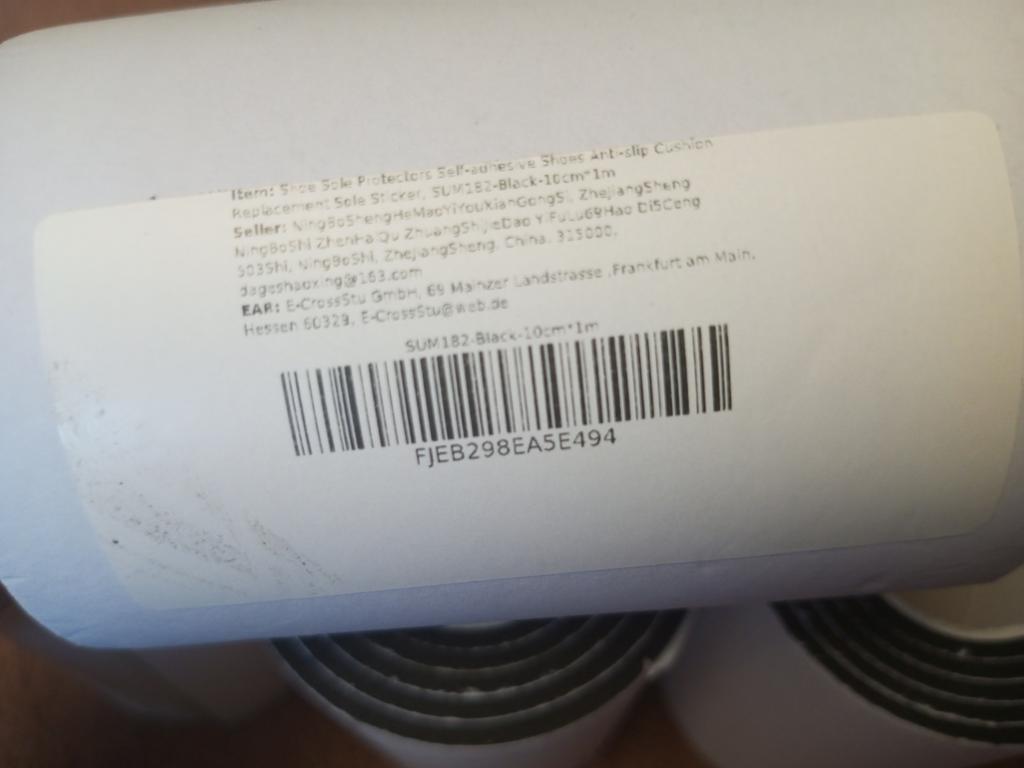 Item: Shoe Sole Protectors Self-adhesive Shoes Anti-slip Cushion
Replacement Sole Sticker, SUM182-Black-10cm*1m
Seller: NingBoShengHeMaoYiYouXianGongSi, ZheJiangSheng
NingBoShi ZhenHaiQu ZhuangShiJieDao YiFuLu69Hao Di5Ceng
503Shi, NingBoShi, ZheJiangSheng, China, 315000,
dageshaoxing@163.com
EAR: E-CrossStu GmbH, 69 Mainzer Landstrasse ,Frankfurt am Main,
Hessen 60329, E-CrossStu@web.de
SUM182-Black-10cm*1m
FJEB298EA5E494